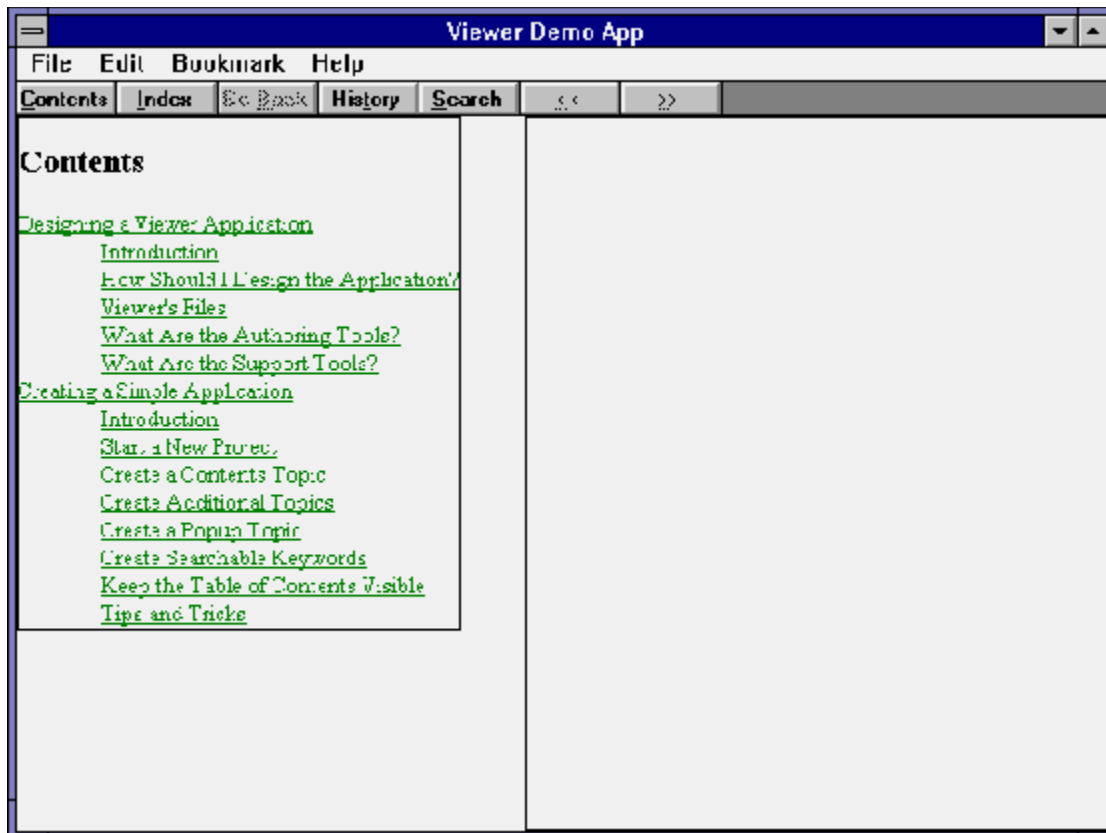 Viewer Demo App
File Edit Bookmark Help
Contents Index Go Back History Search << >>
Contents
Designing a Viewer Application
Introduction
How Should I Design the Application?
Viewer's Files
What Are the Authoring Tools?
What Are the Support Tools?
Creating a Simple Application
Introduction
Start a New Project
Create a Contents Topic
Create Additional Topics
Create a Popup Topic
Create Searchable Keywords
Keep the Table of Contents Visible
Tips and Tricks